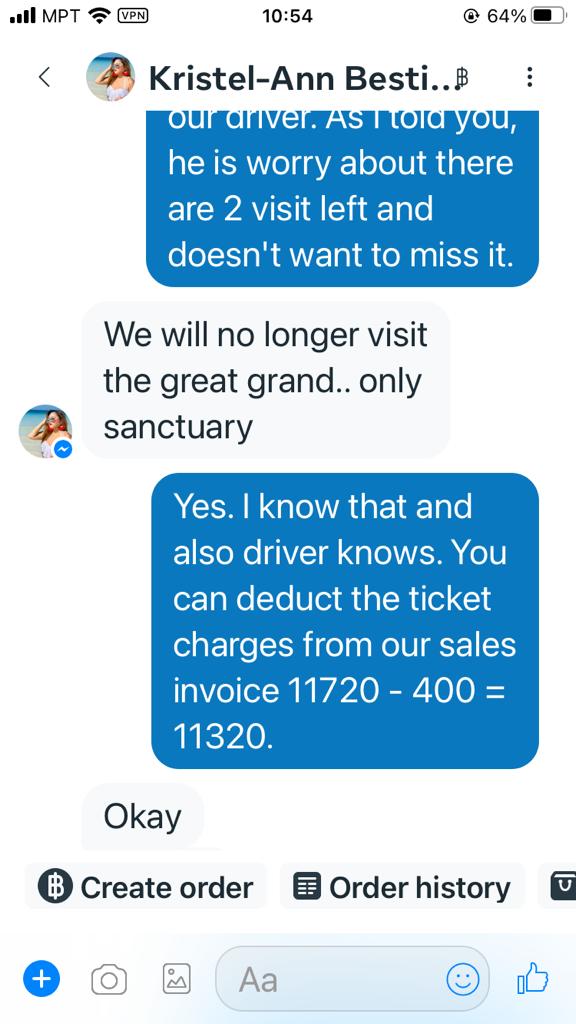 MPT VPN 10:54 64%
Kristel-Ann Besti... ฿
our driver. As I told you,
he is worry about there
are 2 visit left and
doesn't want to miss it.
We will no longer visit
the great grand.. only
sanctuary
Yes. I know that and
also driver knows. You
can deduct the ticket
charges from our sales
invoice 11720 - 400 =
11320.
Okay
฿ Create order Order history
Aa